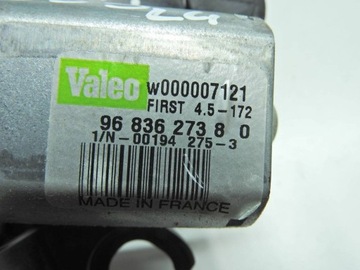 Valeo
w000007121
FIRST 4.5-172
96 836 273 8 0
1/N-00194 275-3
MADE IN FRANCE